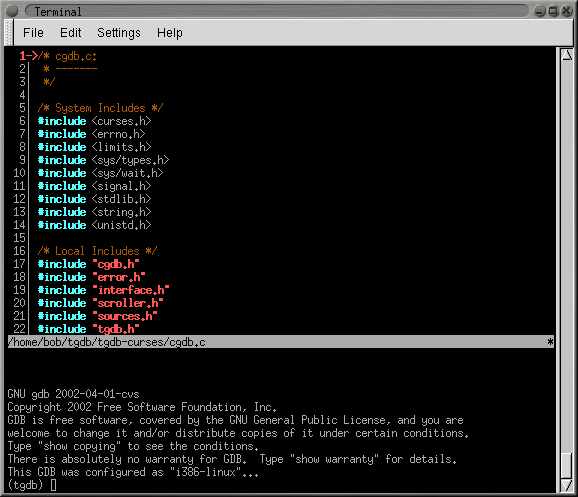 Terminal
File Edit Settings Help
1->/* cgdb.c:
2 * -------
3 */
4
5 /* System Includes */
6 #include <curses.h>
7 #include <errno.h>
8 #include <limits.h>
9 #include <sys/types.h>
10 #include <sys/wait.h>
11 #include <signal.h>
12 #include <stdlib.h>
13 #include <string.h>
14 #include <unistd.h>
15
16 /* Local Includes */
17 #include "cgdb.h"
18 #include "error.h"
19 #include "interface.h"
20 #include "scroller.h"
21 #include "sources.h"
22 #include "tgdb.h"
/home/bob/tgdb/tgdb-curses/cgdb.c *
GNU gdb 2002-04-01-cvs
Copyright 2002 Free Software Foundation, Inc.
GDB is free software, covered by the GNU General Public License, and you are
welcome to change it and/or distribute copies of it under certain conditions.
Type "show copying" to see the conditions.
There is absolutely no warranty for GDB.  Type "show warranty" for details.
This GDB was configured as "i386-linux"...
(tgdb)